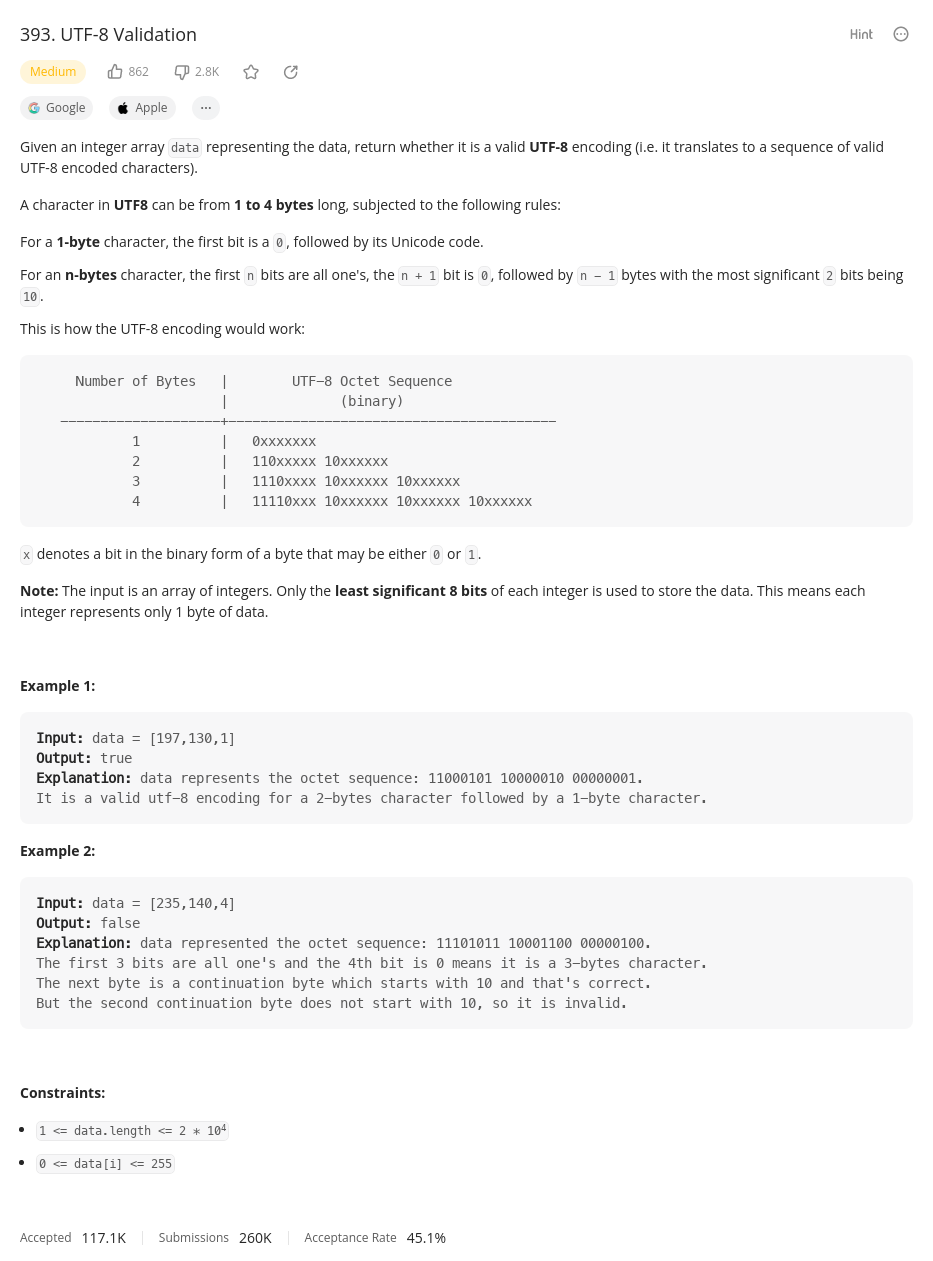 393. UTF-8 Validation
Hint
Medium
862
2.8K
Google
Apple
Given an integer array data representing the data, return whether it is a valid UTF-8 encoding (i.e. it translates to a sequence of valid
UTF-8 encoded characters).
A character in UTF8 can be from 1 to 4 bytes long, subjected to the following rules:
For a 1-byte character, the first bit is a 0, followed by its Unicode code.
For an n-bytes character, the first n bits are all one's, the n + 1 bit is 0, followed by n − 1 bytes with the most significant 2 bits being
10.
This is how the UTF-8 encoding would work:
Number of Bytes | UTF−8 Octet Sequence
| (binary)
--------------------+-----------------------------------------
1 | 0xxxxxxx
2 | 110xxxxx 10xxxxxx
3 | 1110xxxx 10xxxxxx 10xxxxxx
4 | 11110xxx 10xxxxxx 10xxxxxx 10xxxxxx
x denotes a bit in the binary form of a byte that may be either 0 or 1.
Note: The input is an array of integers. Only the least significant 8 bits of each integer is used to store the data. This means each
integer represents only 1 byte of data.
Example 1:
Input: data = [197,130,1]
Output: true
Explanation: data represents the octet sequence: 11000101 10000010 00000001.
It is a valid utf−8 encoding for a 2−bytes character followed by a 1−byte character.
Example 2:
Input: data = [235,140,4]
Output: false
Explanation: data represented the octet sequence: 11101011 10001100 00000100.
The first 3 bits are all one's and the 4th bit is 0 means it is a 3−bytes character.
The next byte is a continuation byte which starts with 10 and that's correct.
But the second continuation byte does not start with 10, so it is invalid.
Constraints:
• 1 <= data.length <= 2 * 10⁴
• 0 <= data[i] <= 255
Accepted 117.1K Submissions 260K Acceptance Rate 45.1%